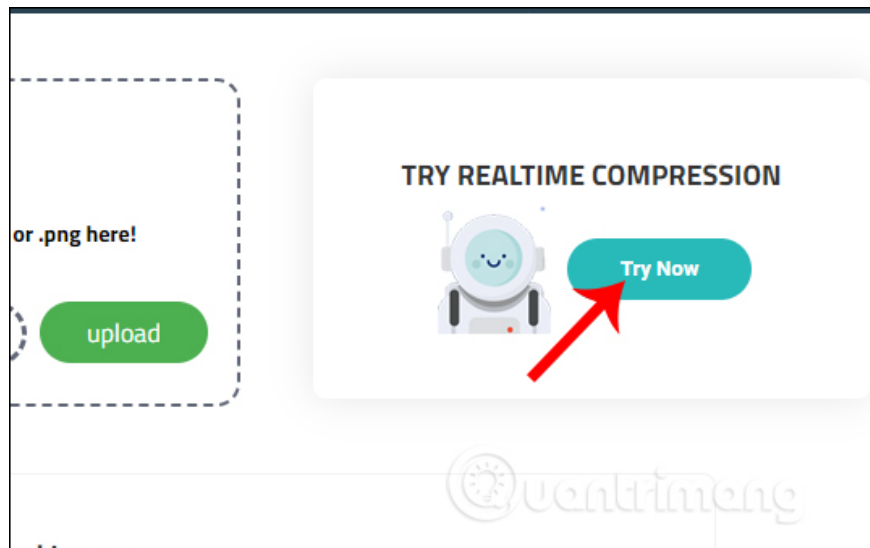 TRY REALTIME COMPRESSION
or .png here!
Try Now
upload
Quantrimang